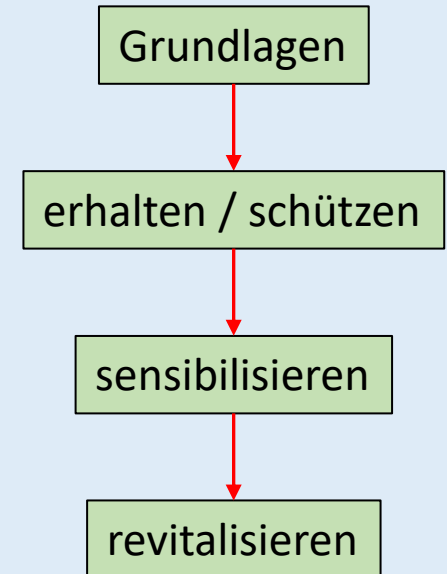 Grundlagen
erhalten / schützen
sensibilisieren
revitalisieren